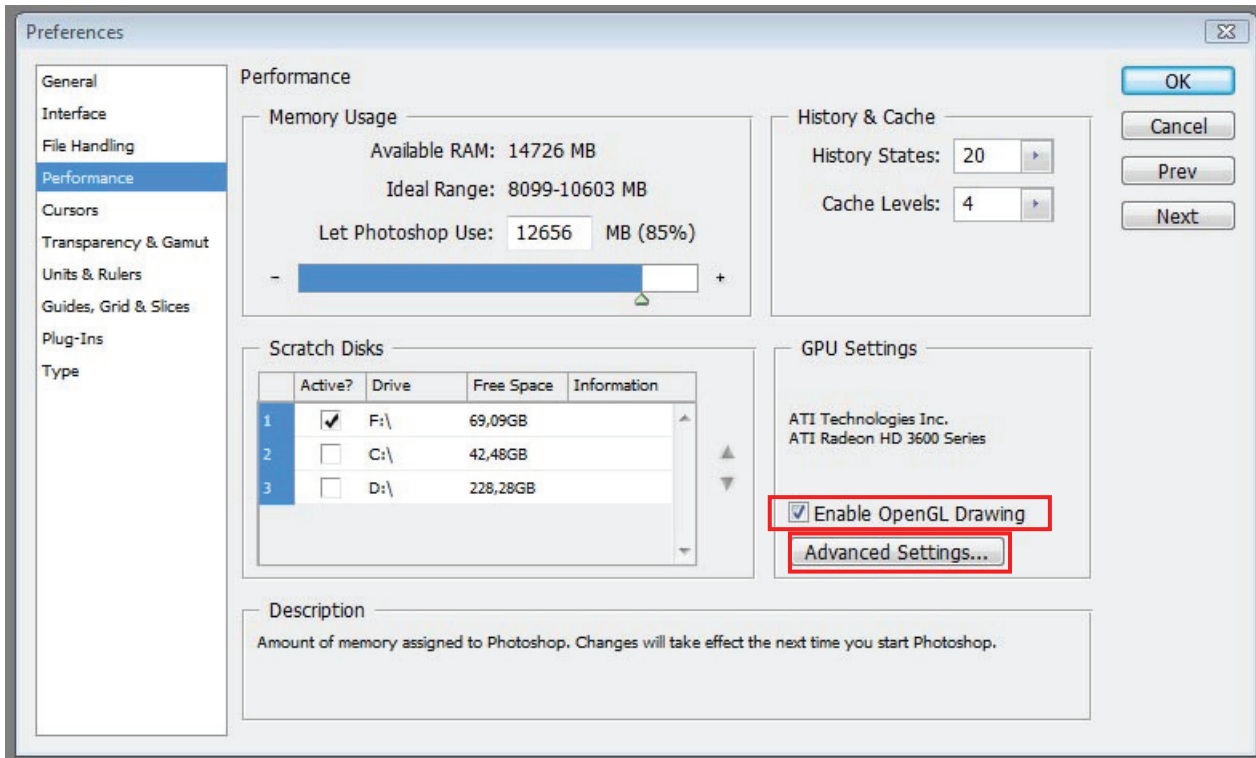 Preferences
General
Interface
File Handling
Performance
Cursors
Transparency & Gamut
Units & Rulers
Guides, Grid & Slices
Plug-Ins
Type
Performance
Memory Usage
Available RAM: 14726 MB
Ideal Range: 8099-10603 MB
Let Photoshop Use: 12656 MB (85%)
- +
History & Cache
History States: 20
Cache Levels: 4
OK
Cancel
Prev
Next
Scratch Disks
Active? Drive Free Space Information
1 F:\ 69,09GB
2 C:\ 42,48GB
3 D:\ 228,28GB
GPU Settings
ATI Technologies Inc.
ATI Radeon HD 3600 Series
Enable OpenGL Drawing
Advanced Settings...
Description
Amount of memory assigned to Photoshop. Changes will take effect the next time you start Photoshop.